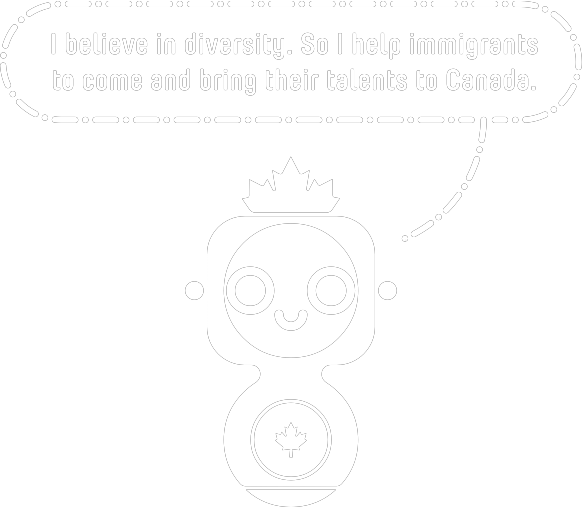 I believe in diversity. So I help immigrants
to come and bring their talents to Canada.